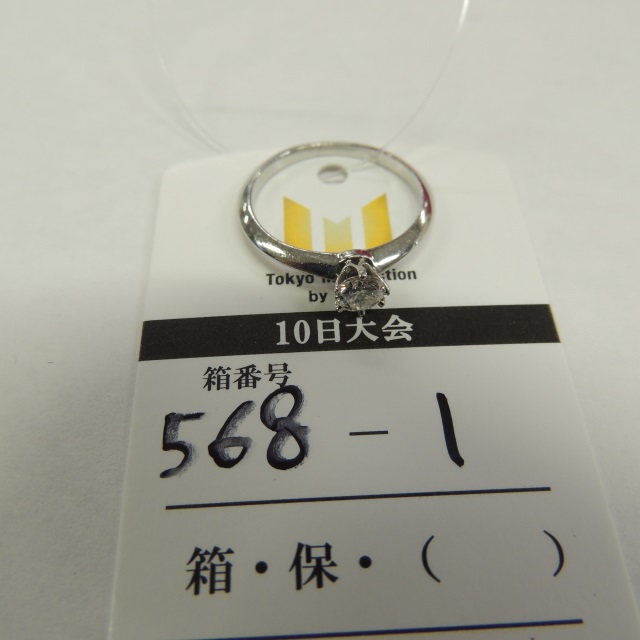 Tokyo
by
10日大会
箱番号
568 - 1
箱・保・(　　)